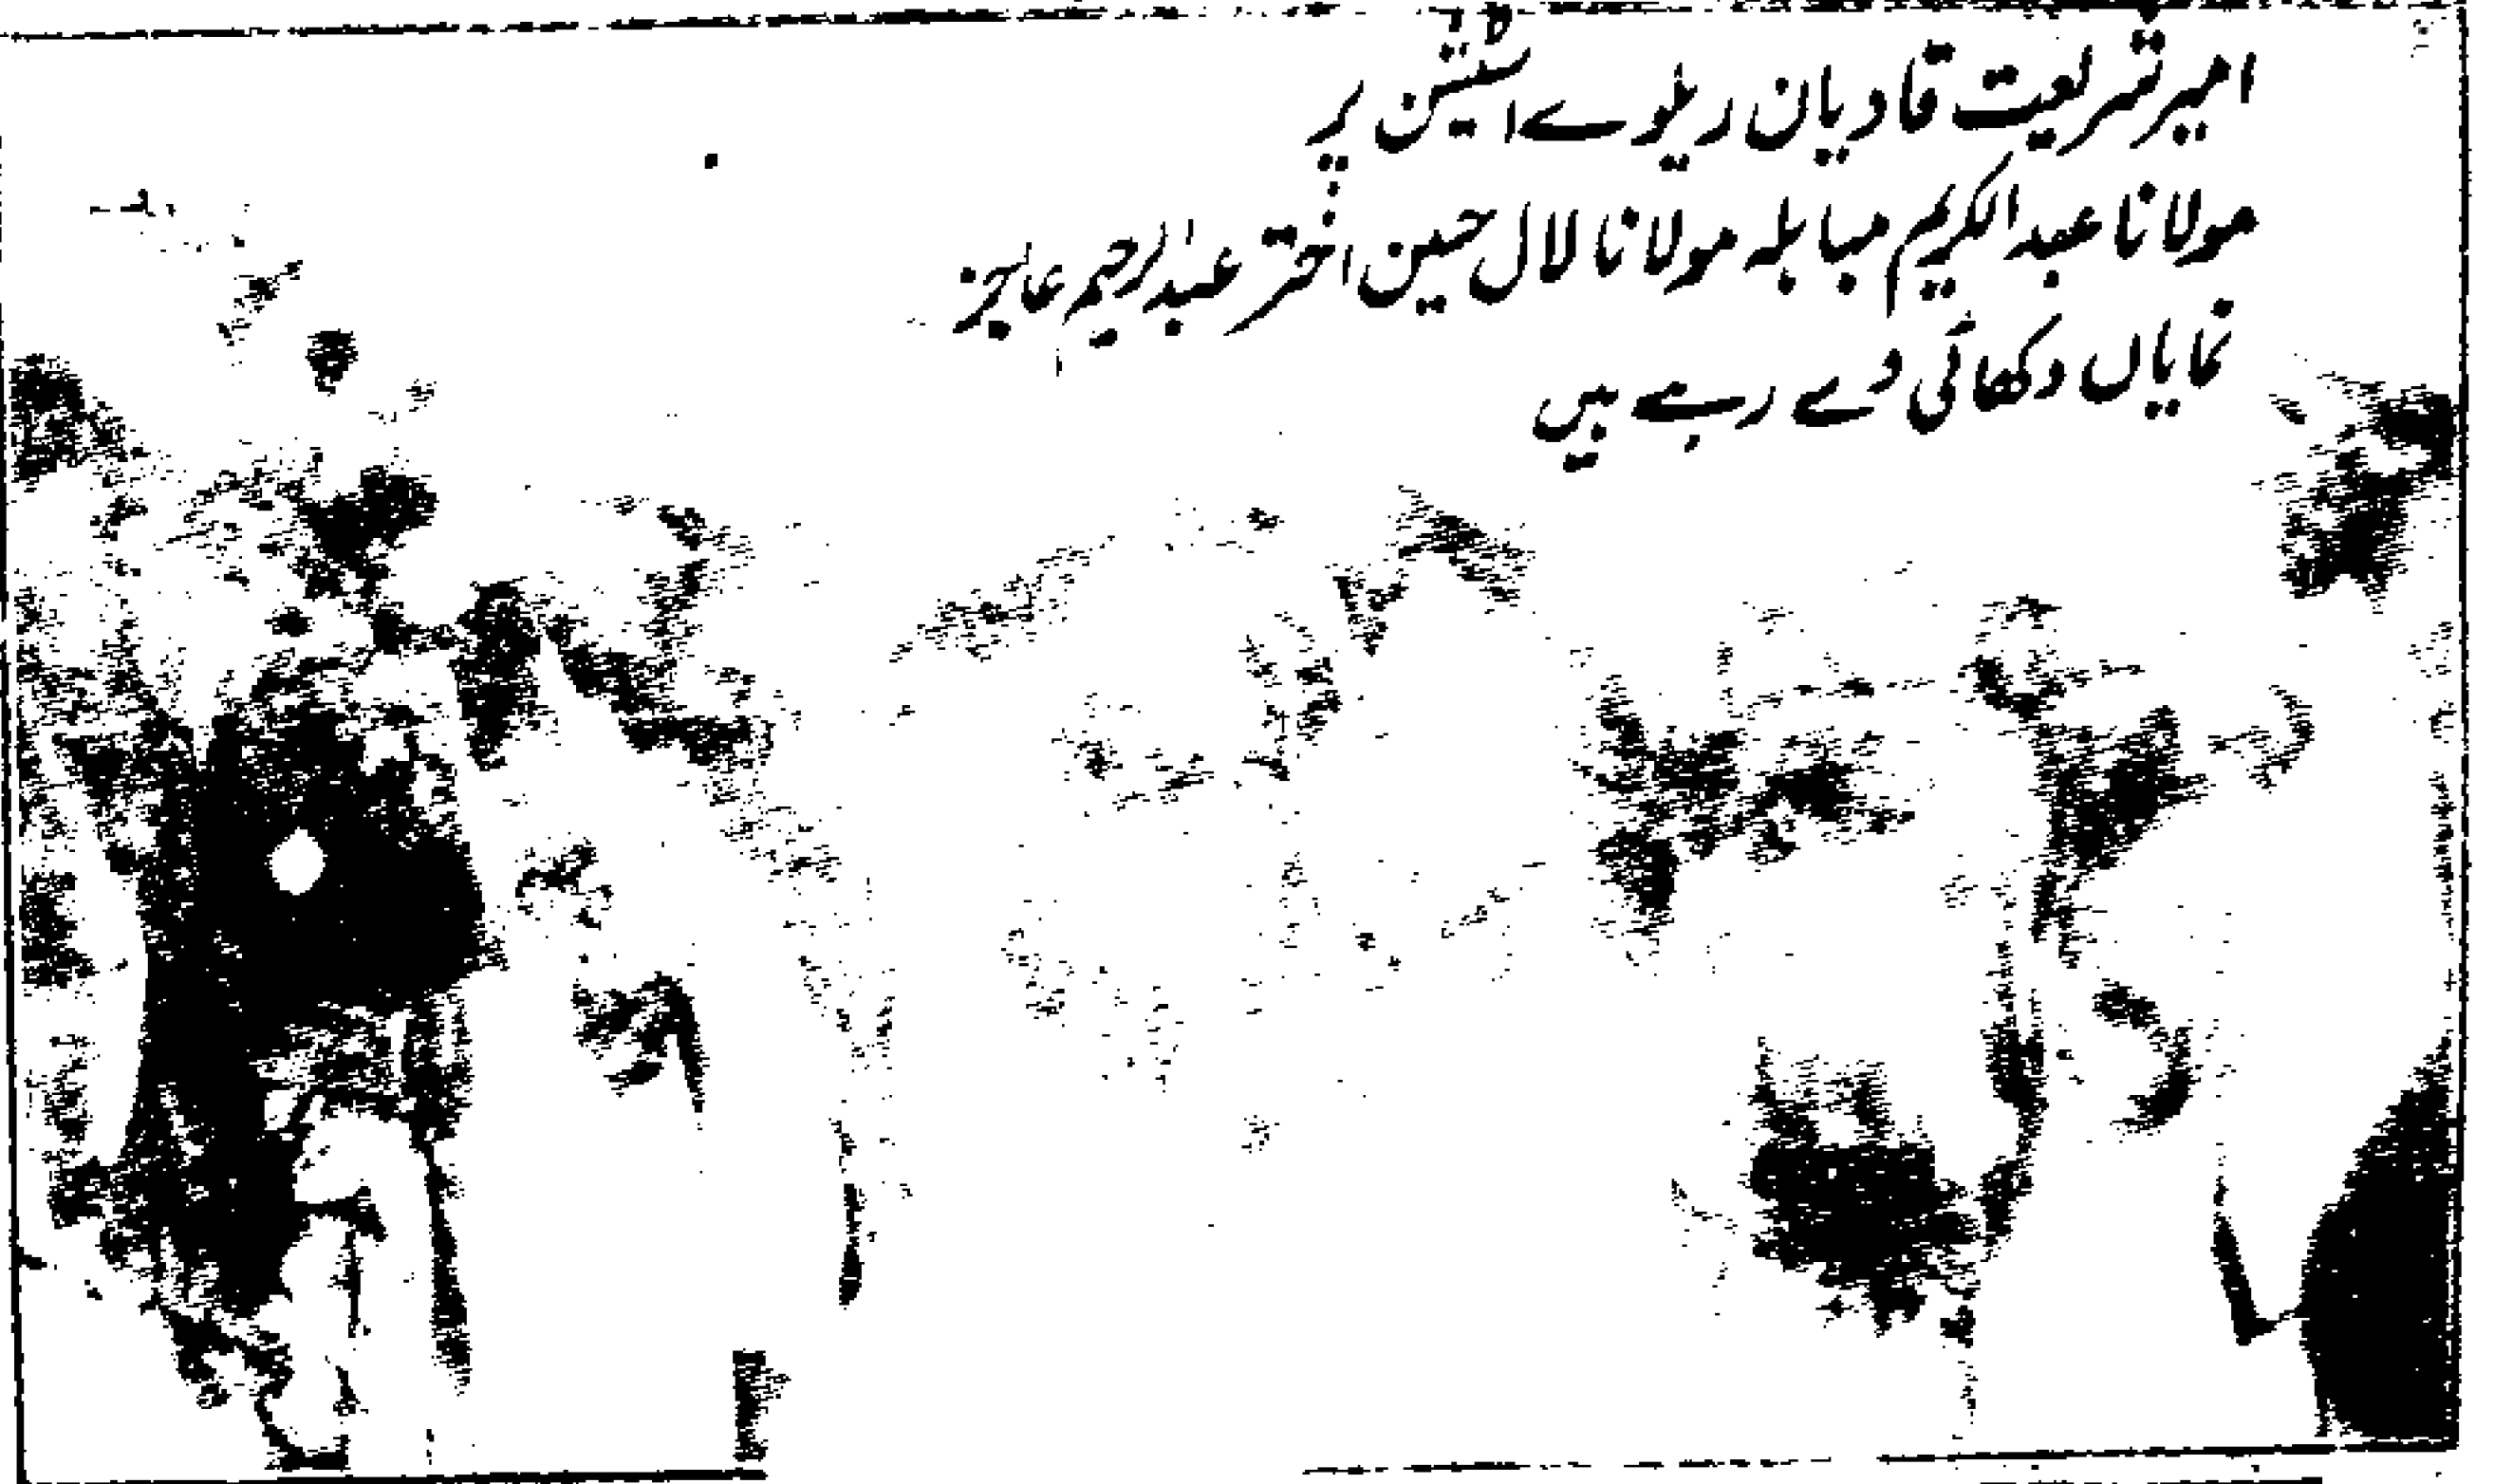 امیر شریعت قادیان ریلوے اسٹیشن پر
مولانا عبدالکریم مباہلہ مولانا لال حسین اختر عبدالرحیم عاجز
نمایاں دکھائی دے رہے ہیں